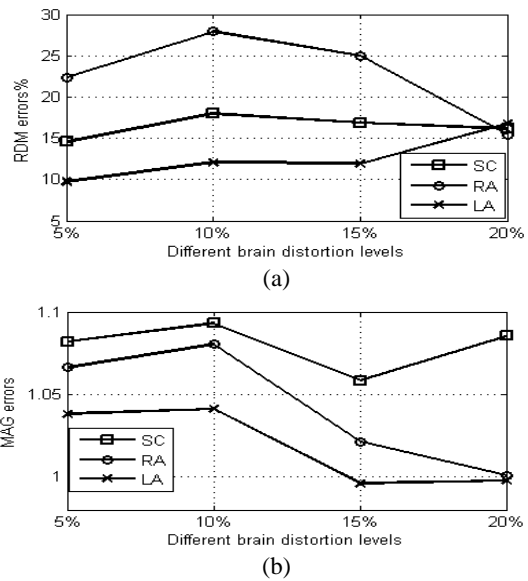 30
25
20
15
10
5
RDM errors%
SC
RA
LA
5%
10%
15%
20%
Different brain distortion levels
(a)
1.1
1.05
1
MAG errors
SC
RA
LA
5%
10%
15%
20%
Different brain distortion levels
(b)